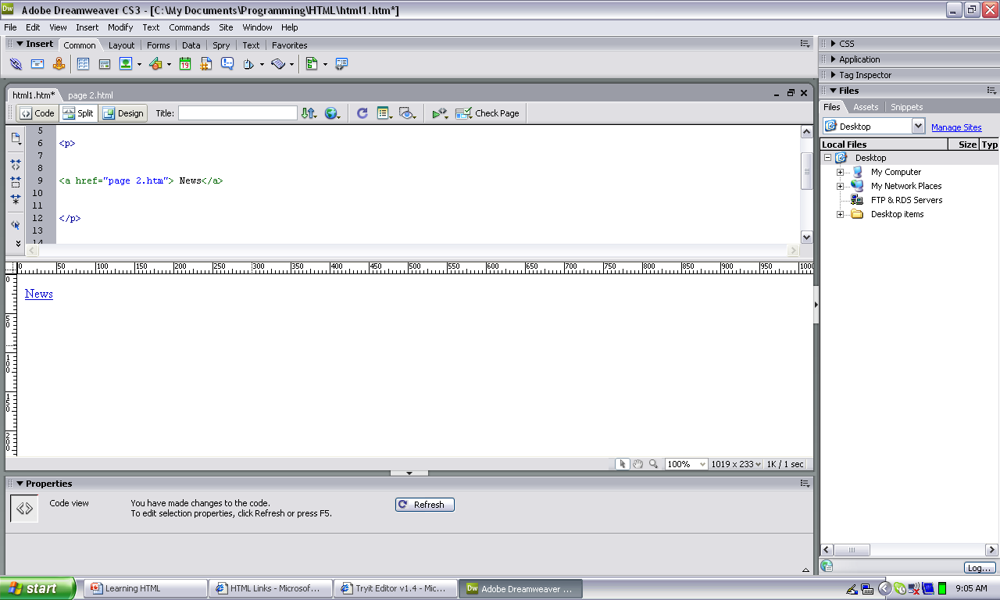 Adobe Dreamweaver CS3 - [C:\My Documents\Programming\HTML\html1.htm*]
File Edit View Insert Modify Text Commands Site Window Help
Insert Common Layout Forms Data Spry Text Favorites
html1.htm* page 2.html
Code Split Design Title: Check Page
5
6 <p>
7
8
9 <a href="page 2.htm"> News</a>
10
11
12 </p>
13
14
0 50 100 150 200 250 300 350 400 450 500 550 600 650 700 750 800 850 900 950 1000
0
50
100
150
200
News
100% 1019 x 233 1K / 1 sec
Properties
Code view You have made changes to the code.
To edit selection properties, click Refresh or press F5.
Refresh
CSS
Application
Tag Inspector
Files
Files Assets Snippets
Desktop Manage Sites
Local Files Size Typ
Desktop
My Computer
My Network Places
FTP & RDS Servers
Desktop items
Log...
start Learning HTML HTML Links - Microsof... Tryit Editor v1.4 - Mic... Adobe Dreamweaver ... 9:05 AM